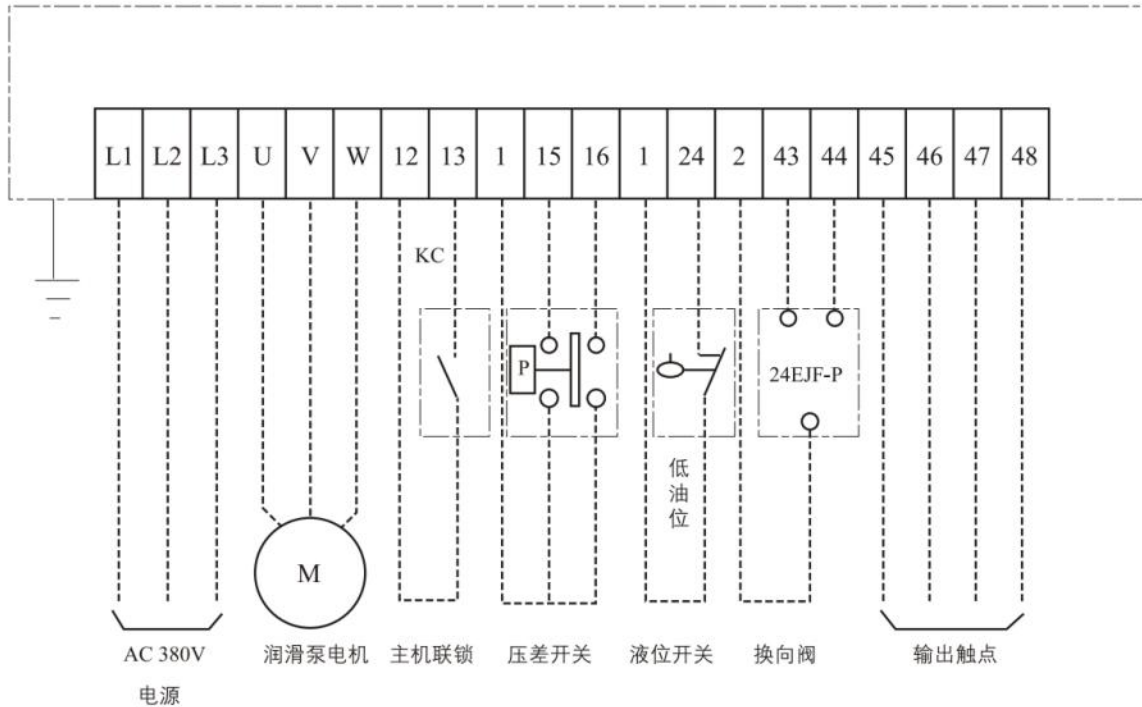 L1 L2 L3 U V W 12 13 1 15 16 1 24 2 43 44 45 46 47 48
KC
P
24EJF-P
低油位
M
AC 380V 润滑泵电机 主机联锁 压差开关 液位开关 换向阀 输出触点
电源